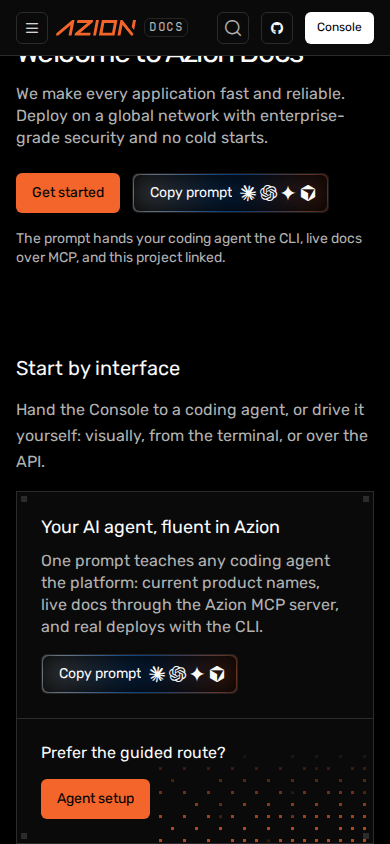 AZION DOCS Console
Welcome to Azion Docs
We make every application fast and reliable.
Deploy on a global network with enterprise-
grade security and no cold starts.
Get started Copy prompt
The prompt hands your coding agent the CLI, live docs
over MCP, and this project linked.
Start by interface
Hand the Console to a coding agent, or drive it
yourself: visually, from the terminal, or over the
API.
Your AI agent, fluent in Azion
One prompt teaches any coding agent
the platform: current product names,
live docs through the Azion MCP server,
and real deploys with the CLI.
Copy prompt
Prefer the guided route?
Agent setup